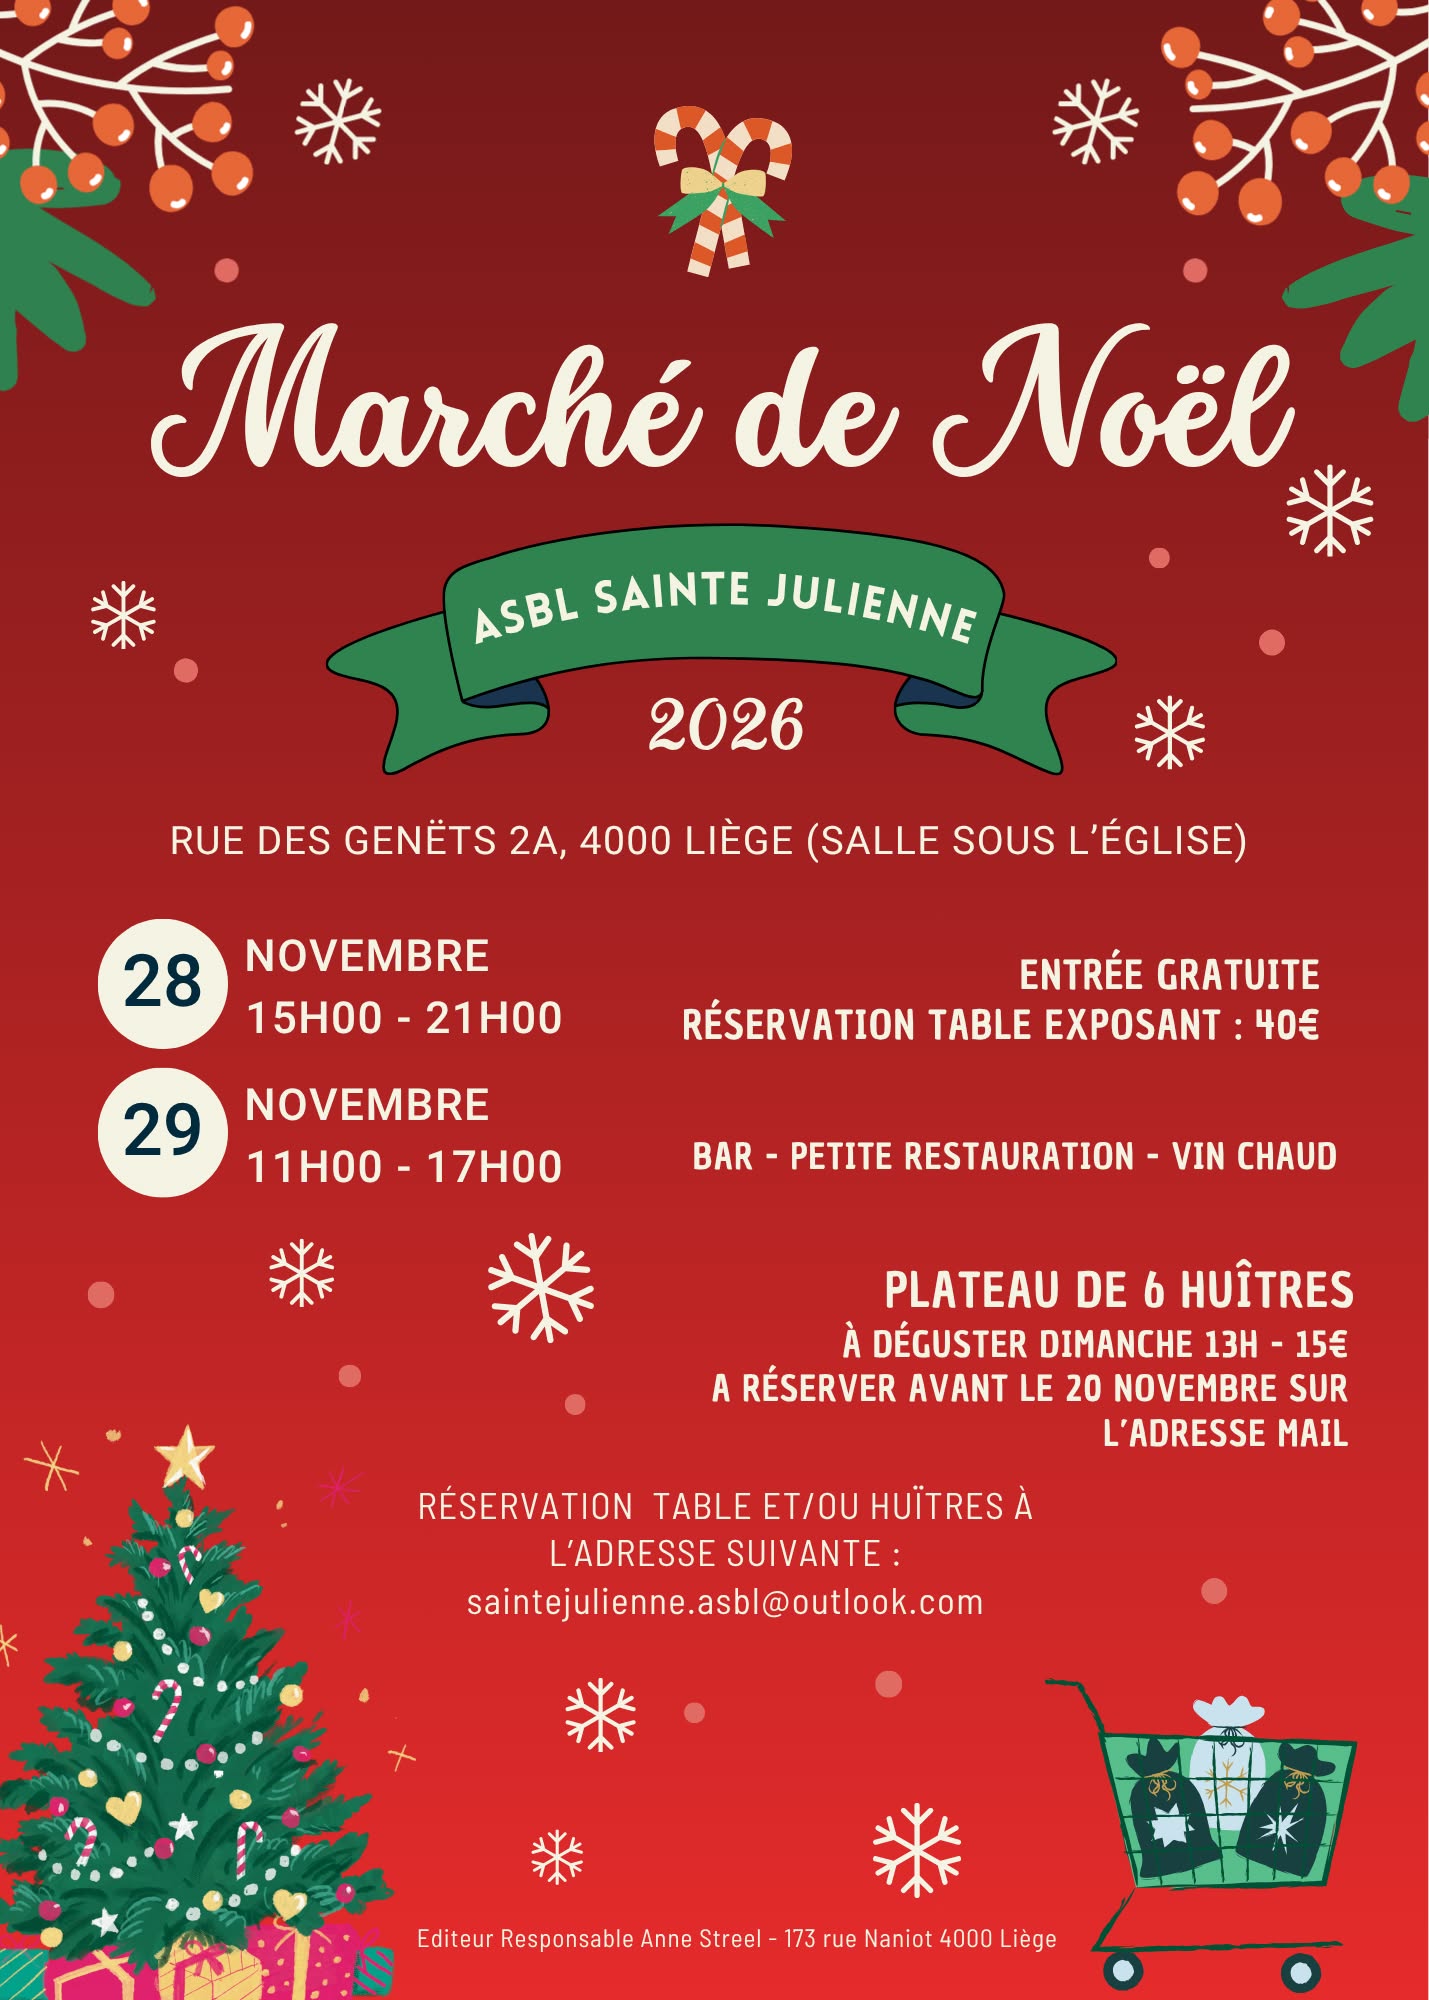 Marché de Noël
ASBL SAINTE JULIENNE
2026
RUE DES GENËTS 2A, 4000 LIÈGE (SALLE SOUS L'ÉGLISE)
28 NOVEMBRE
15H00 - 21H00
29 NOVEMBRE
11H00 - 17H00
ENTRÉE GRATUITE
RÉSERVATION TABLE EXPOSANT : 40€
BAR - PETITE RESTAURATION - VIN CHAUD
PLATEAU DE 6 HUÎTRES
À DÉGUSTER DIMANCHE 13H - 15€
A RÉSERVER AVANT LE 20 NOVEMBRE SUR
L'ADRESSE MAIL
RÉSERVATION TABLE ET/OU HUÏTRES À
L'ADRESSE SUIVANTE :
saintejulienne.asbl@outlook.com
Editeur Responsable Anne Streel - 173 rue Naniot 4000 Liège